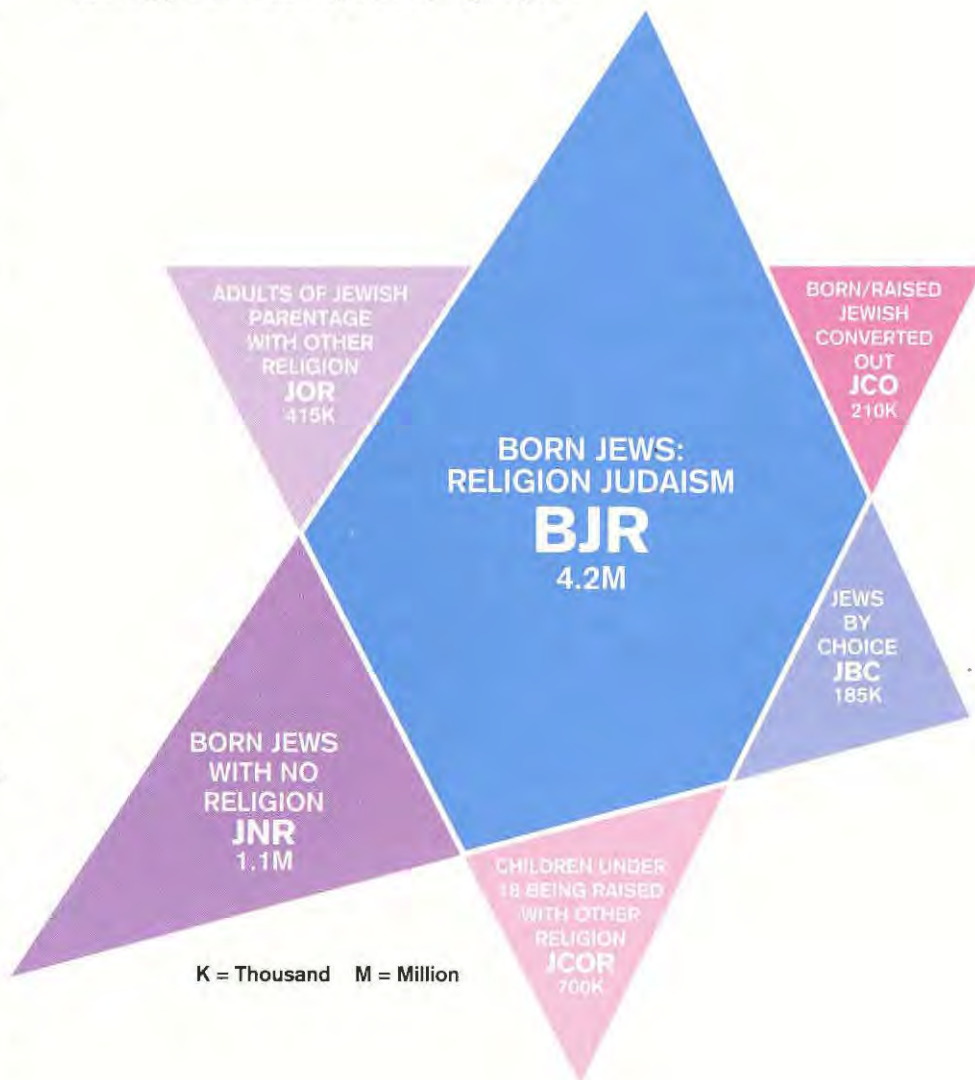 ADULTS OF JEWISH
PARENTAGE
WITH OTHER
RELIGION
JOR
415K
BORN/RAISED
JEWISH
CONVERTED
OUT
JCO
210K
BORN JEWS:
RELIGION JUDAISM
BJR
4.2M
JEWS
BY
CHOICE
JBC
185K
BORN JEWS
WITH NO
RELIGION
JNR
1.1M
CHILDREN UNDER
18 BEING RAISED
WITH OTHER
RELIGION
JCOR
700K
K = Thousand M = Million